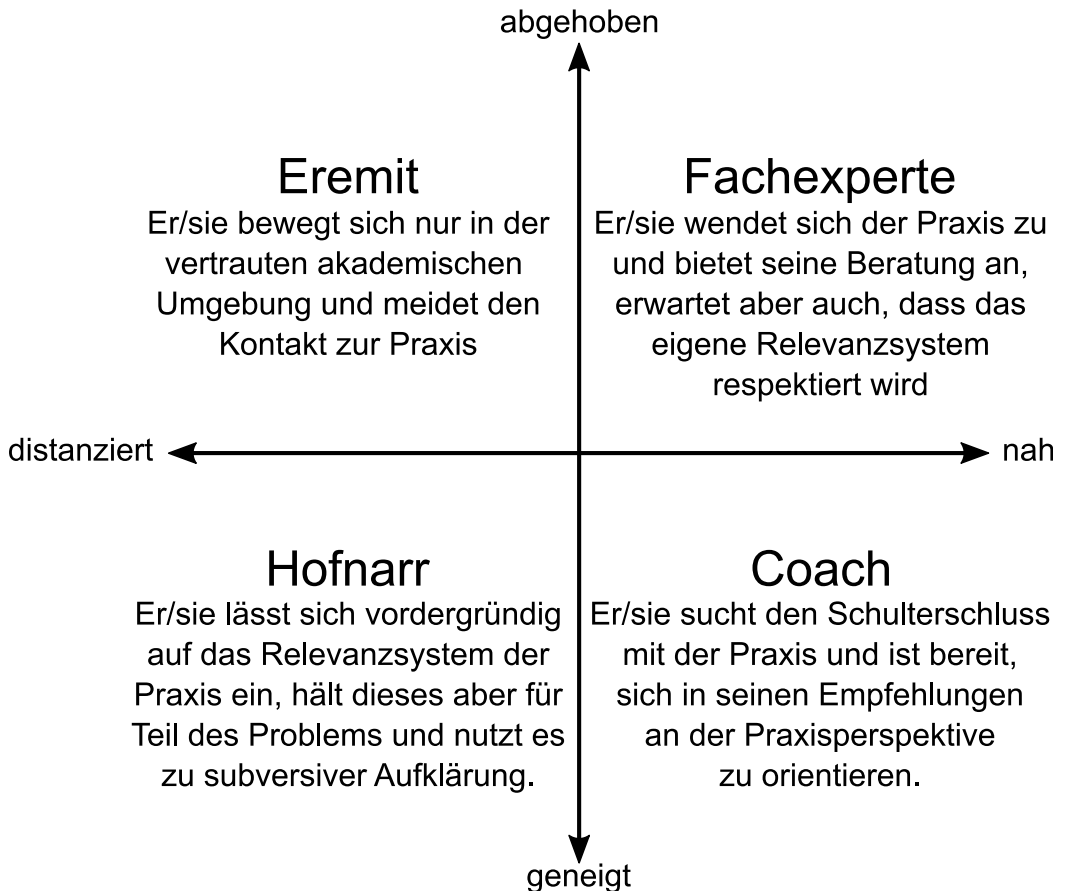 abgehoben
Eremit
Er/sie bewegt sich nur in der
vertrauten akademischen
Umgebung und meidet den
Kontakt zur Praxis
Fachexperte
Er/sie wendet sich der Praxis zu
und bietet seine Beratung an,
erwartet aber auch, dass das
eigene Relevanzsystem
respektiert wird
distanziert
nah
Hofnarr
Er/sie lässt sich vordergründig
auf das Relevanzsystem der
Praxis ein, hält dieses aber für
Teil des Problems und nutzt es
zu subversiver Aufklärung.
Coach
Er/sie sucht den Schulterschluss
mit der Praxis und ist bereit,
sich in seinen Empfehlungen
an der Praxisperspektive
zu orientieren.
geneigt